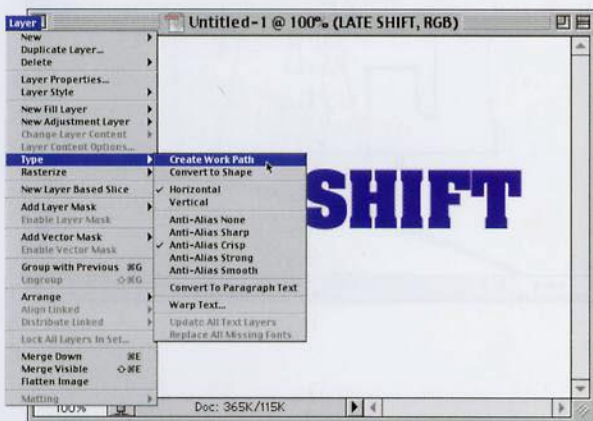 Layer
Untitled-1 @ 100% (LATE SHIFT, RGB)
New
Duplicate Layer...
Delete
Layer Properties...
Layer Style
New Fill Layer
New Adjustment Layer
Change Layer Content
Layer Content Options...
Type
Rasterize
New Layer Based Slice
Add Layer Mask
Enable Layer Mask
Add Vector Mask
Enable Vector Mask
Group with Previous ⌘G
Ungroup ⇧⌘G
Arrange
Align Linked
Distribute Linked
Lock All Layers In Set...
Merge Down ⌘E
Merge Visible ⇧⌘E
Flatten Image
Matting
Create Work Path
Convert to Shape
✓ Horizontal
Vertical
Anti-Alias None
Anti-Alias Sharp
✓ Anti-Alias Crisp
Anti-Alias Strong
Anti-Alias Smooth
Convert To Paragraph Text
Warp Text...
Update All Text Layers
Replace All Missing Fonts
SHIFT
100%
Doc: 365K/115K